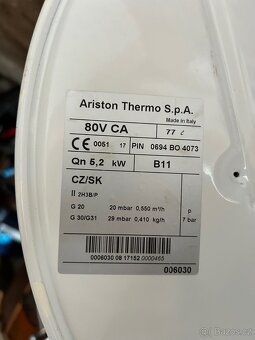 Ariston Thermo S.p.A.
Made in Italy
80V CA 77 ℓ
CE 0051 17 PIN 0694 BO 4073
Qn 5,2 kW B11
CZ/SK
II 2H3B/P
G 20 20 mbar 0,550 m³/h p
G 30/G31 29 mbar 0,410 kg/h 7 bar
006030
0006030 08 17152 0000465
Bazoš.cz